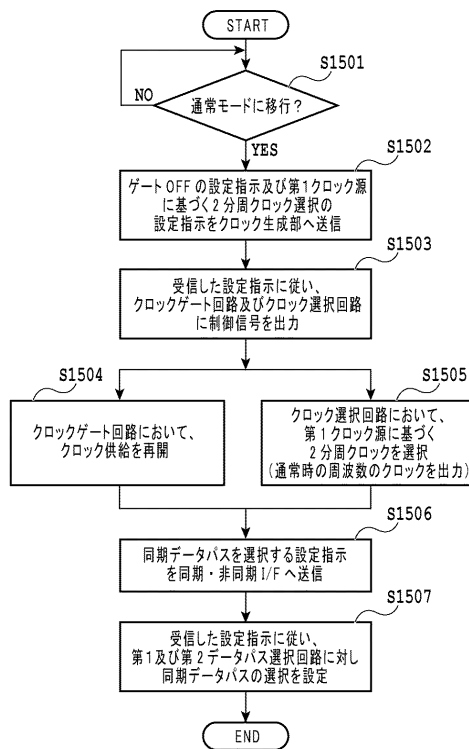 START
S1501
通常モードに移行？
NO
YES
S1502
ゲートOFFの設定指示及び第1クロック源
に基づく2分周クロック選択の
設定指示をクロック生成部へ送信
S1503
受信した設定指示に従い、
クロックゲート回路及びクロック選択回路
に制御信号を出力
S1504
クロックゲート回路において、
クロック供給を再開
S1505
クロック選択回路において、
第1クロック源に基づく
2分周クロックを選択
(通常時の周波数のクロックを出力)
S1506
同期データパスを選択する設定指示
を同期・非同期I/Fへ送信
S1507
受信した設定指示に従い、
第1及び第2データパス選択回路に対し
同期データパスの選択を設定
END